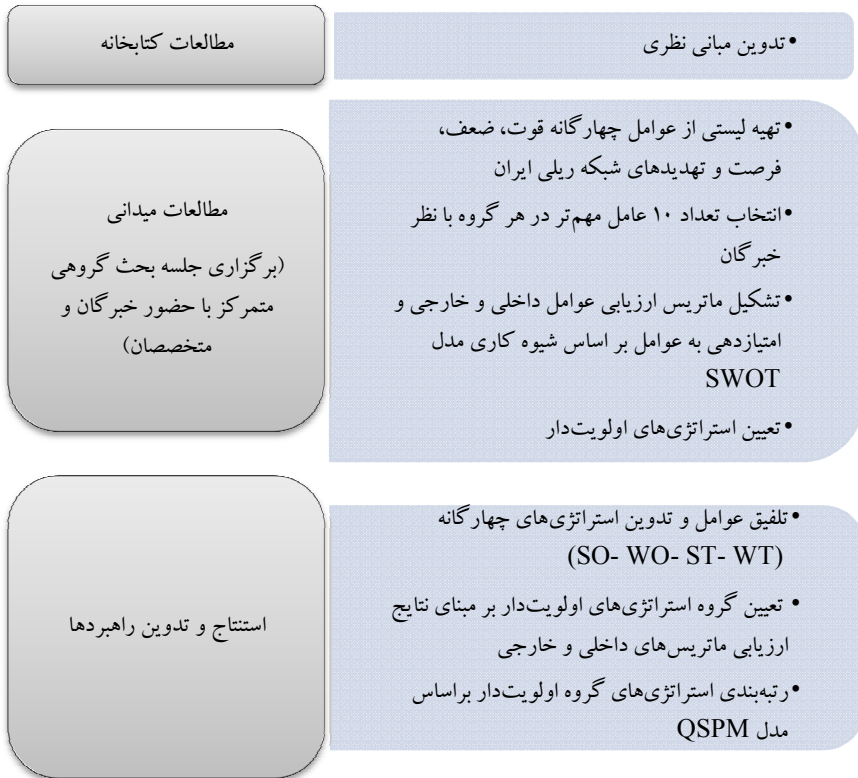 مطالعات کتابخانه
•تدوین مبانی نظری
مطالعات میدانی
(برگزاری جلسه بحث گروهی
متمرکز با حضور خبرگان و
متخصصان)
•تهیه لیستی از عوامل چهارگانه قوت، ضعف،
فرصت و تهدیدهای شبکه ریلی ایران
•انتخاب تعداد ۱۰ عامل مهم‌تر در هر گروه با نظر
خبرگان
•تشکیل ماتریس ارزیابی عوامل داخلی و خارجی و
امتیازدهی به عوامل بر اساس شیوه کاری مدل
SWOT
•تعیین استراتژی‌های اولویت‌دار
استنتاج و تدوین راهبردها
•تلفیق عوامل و تدوین استراتژی‌های چهارگانه
(SO- WO- ST- WT)
• تعیین گروه استراتژی‌های اولویت‌دار بر مبنای نتایج
ارزیابی ماتریس‌های داخلی و خارجی
•رتبه‌بندی استراتژی‌های گروه اولویت‌دار براساس
مدل QSPM